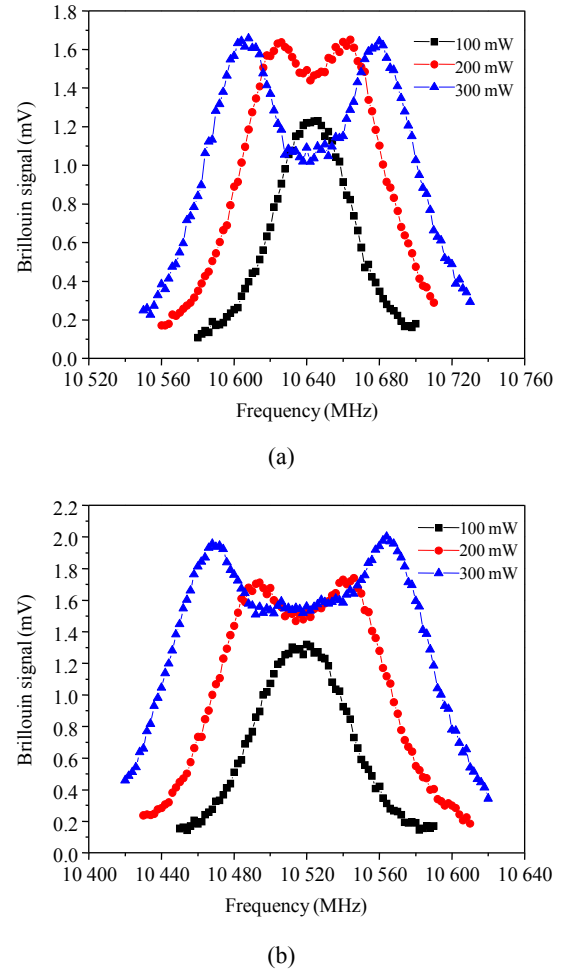 1.8
1.6
1.4
1.2
1.0
0.8
0.6
0.4
0.2
0.0
Brillouin signal (mV)
100 mW
200 mW
300 mW
10 520 10 560 10 600 10 640 10 680 10 720 10 760
Frequency (MHz)
(a)
2.2
2.0
1.8
1.6
1.4
1.2
1.0
0.8
0.6
0.4
0.2
0.0
Brillouin signal (mV)
100 mW
200 mW
300 mW
10 400 10 440 10 480 10 520 10 560 10 600 10 640
Frequency (MHz)
(b)